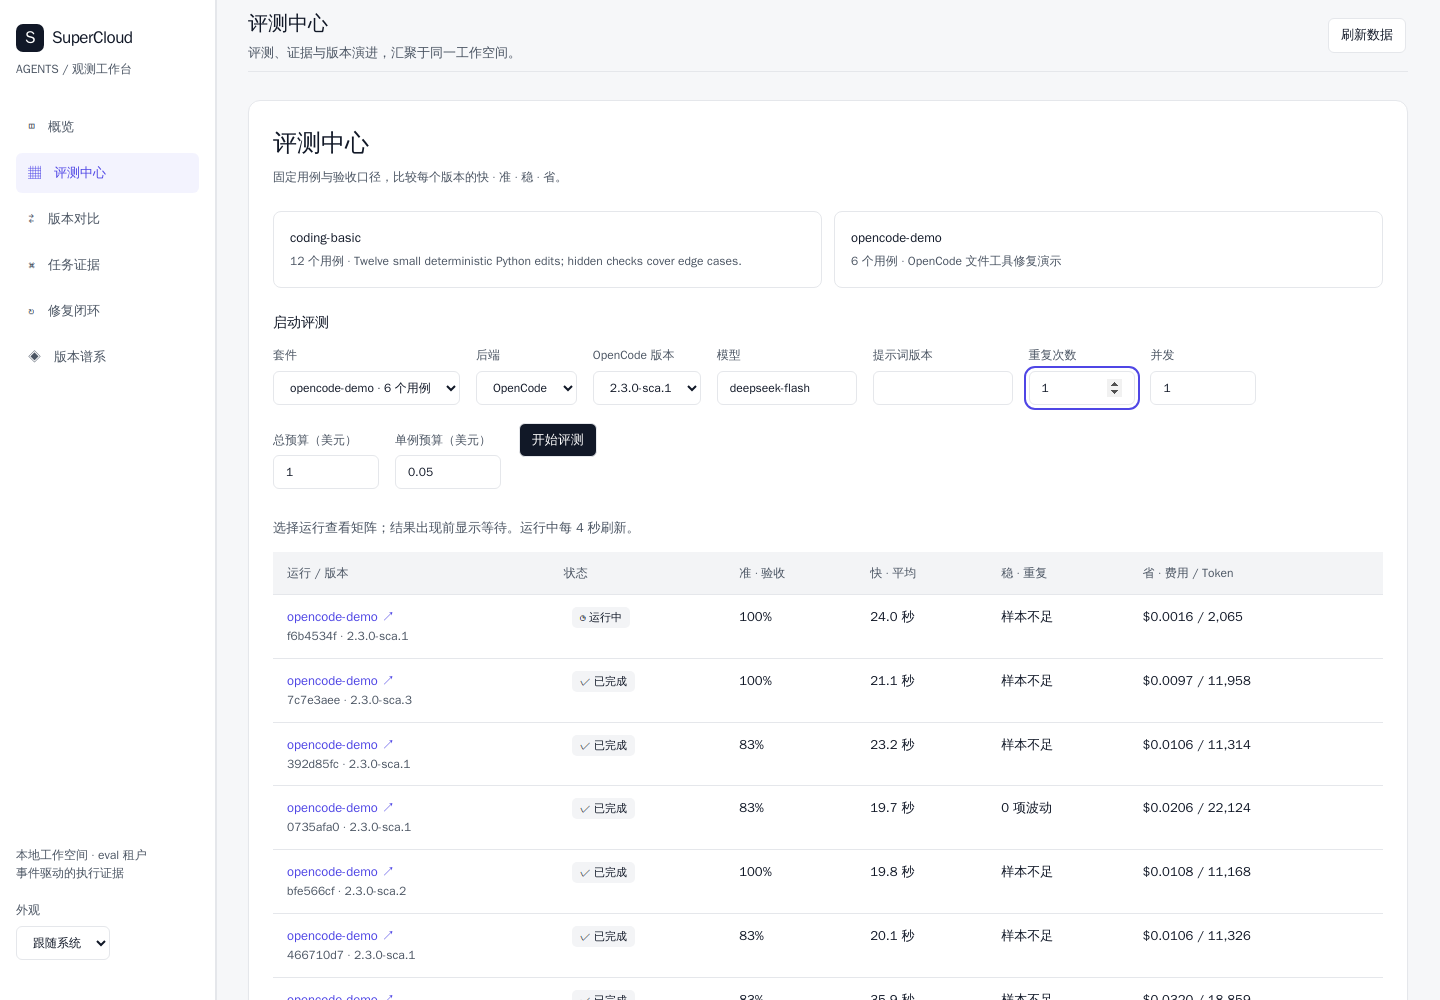 S SuperCloud
AGENTS / 观测工作台
概览
评测中心
版本对比
任务证据
修复闭环
版本谱系
本地工作空间 · eval 租户
事件驱动的执行证据
外观
跟随系统
评测中心
评测、证据与版本演进，汇聚于同一工作空间。
刷新数据
评测中心
固定用例与验收口径，比较每个版本的快 · 准 · 稳 · 省。
coding-basic
12 个用例 · Twelve small deterministic Python edits; hidden checks cover edge cases.
opencode-demo
6 个用例 · OpenCode 文件工具修复演示
启动评测
套件 后端 OpenCode 版本 模型 提示词版本 重复次数 并发
opencode-demo · 6 个用例 OpenCode 2.3.0-sca.1 deepseek-flash 1 1
总预算（美元） 单例预算（美元） 开始评测
1 0.05
选择运行查看矩阵；结果出现前显示等待。运行中每 4 秒刷新。
运行 / 版本 状态 准 · 验收 快 · 平均 稳 · 重复 省 · 费用 / Token
opencode-demo ↗ 运行中 100% 24.0 秒 样本不足 $0.0016 / 2,065
f6b4534f · 2.3.0-sca.1
opencode-demo ↗ ✓ 已完成 100% 21.1 秒 样本不足 $0.0097 / 11,958
7c7e3aee · 2.3.0-sca.3
opencode-demo ↗ ✓ 已完成 83% 23.2 秒 样本不足 $0.0106 / 11,314
392d85fc · 2.3.0-sca.1
opencode-demo ↗ ✓ 已完成 83% 19.7 秒 0 项波动 $0.0206 / 22,124
0735afa0 · 2.3.0-sca.1
opencode-demo ↗ ✓ 已完成 100% 19.8 秒 样本不足 $0.0108 / 11,168
bfe566cf · 2.3.0-sca.2
opencode-demo ↗ ✓ 已完成 83% 20.1 秒 样本不足 $0.0106 / 11,326
466710d7 · 2.3.0-sca.1
opencode-demo ↗ ✓ 已完成 83% 35.9 秒 样本不足 $0.0320 / 18,859